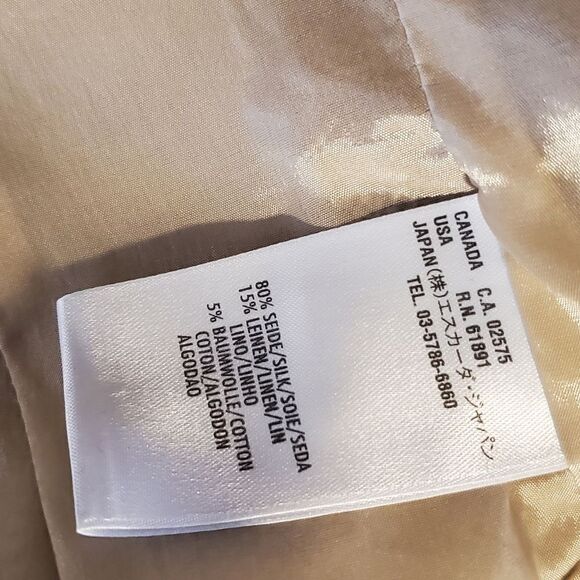 CANADA C.A. 02575
USA R.N. 61891
JAPAN (株)エスカーダ・ジャパン
TEL. 03-5786-6860
80% SEIDE/SILK/SOIE/SEDA
15% LEINEN/LINEN/LIN
LINO/LINHO
5% BAUMWOLLE/COTTON
COTON/ALGODON
ALGODAO